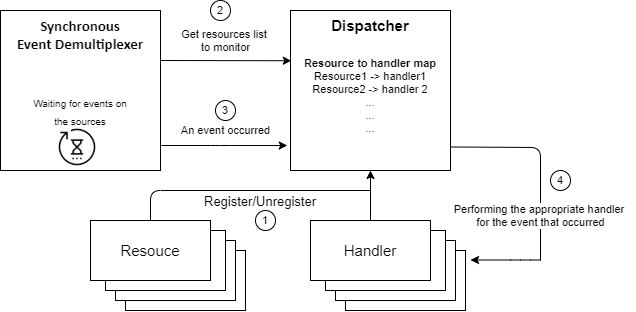 Synchronous
Event Demultiplexer
Waiting for events on
the sources
2
Get resources list
to monitor
3
An event occurred
Dispatcher
Resource to handler map
Resource1 -> handler1
Resource2 -> handler 2
...
...
...
4
Performing the appropriate handler
for the event that occurred
Register/Unregister
1
Resouce
Handler